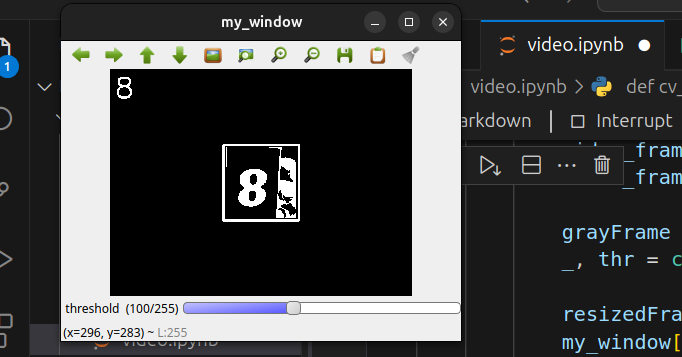 my_window
8
8
threshold (100/255)
(x=296, y=283) ~ L:255
1
video.ipynb
video.ipynb > def cv_
arkdown
Interrupt
_fram
_fra
grayFrame
_, thr = c
resizedFra
my_window[
video.ipynb